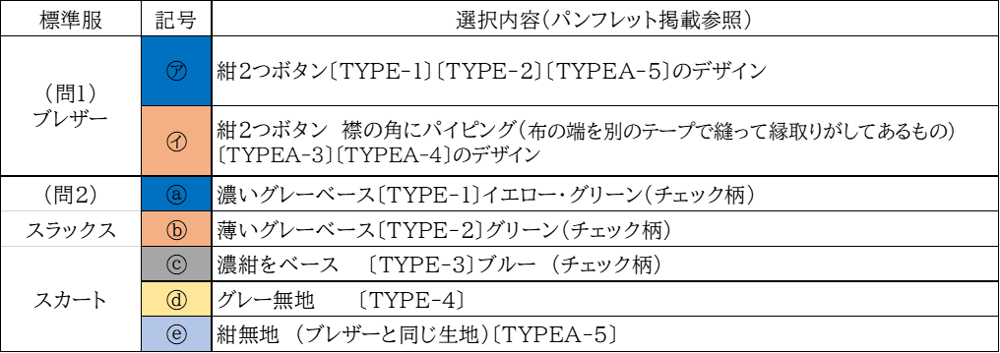 標準服 記号 選択内容（パンフレット掲載参照）
（問1）
ブレザー
㋐ 紺２つボタン〔TYPE-1〕〔TYPE-2〕〔TYPEA-5〕のデザイン
㋑ 紺２つボタン　襟の角にパイピング（布の端を別のテープで縫って縁取りがしてあるもの）
〔TYPEA-3〕〔TYPEA-4〕のデザイン
（問2） ⓐ 濃いグレーベース〔TYPE-1〕イエロー・グリーン（チェック柄）
スラックス ⓑ 薄いグレーベース〔TYPE-2〕グリーン（チェック柄）
ⓒ 濃紺をベース　〔TYPE-3〕ブルー　（チェック柄）
スカート ⓓ グレー無地　　〔TYPE-4〕
ⓔ 紺無地　（ブレザーと同じ生地）〔TYPEA-5〕